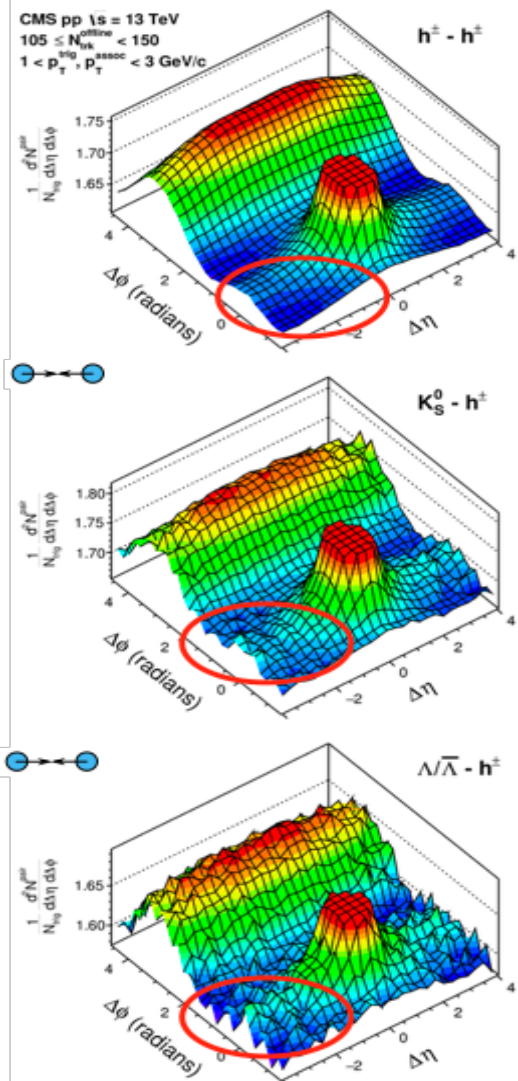 CMS pp √s = 13 TeV
105 ≤ N_trk^offline < 150
1 < p_T^trig, p_T^assoc < 3 GeV/c
h± - h±
1.75
1.70
1.65
1/N_trig d²N^pair/dΔη dΔφ
4
2
0
Δφ (radians)
-2
0
2
4
Δη
K_S^0 - h±
1.80
1.75
1.70
1/N_trig d²N^pair/dΔη dΔφ
4
2
0
Δφ (radians)
-2
0
2
4
Δη
Λ/Λ̅ - h±
1.65
1.60
1/N_trig d²N^pair/dΔη dΔφ
4
2
0
Δφ (radians)
-2
0
2
4
Δη